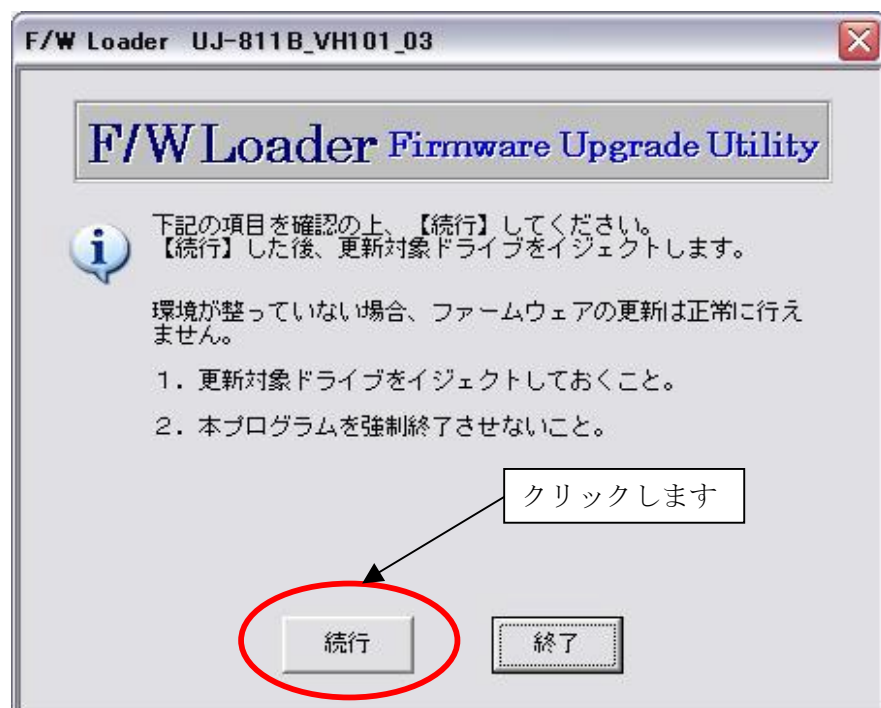 F/W Loader UJ-811B_VH101_03
F/W Loader Firmware Upgrade Utility
下記の項目を確認の上、【続行】してください。
【続行】した後、更新対象ドライブをイジェクトします。
環境が整っていない場合、ファームウェアの更新は正常に行え
ません。
１．更新対象ドライブをイジェクトしておくこと。
２．本プログラムを強制終了させないこと。
クリックします
続行
終了